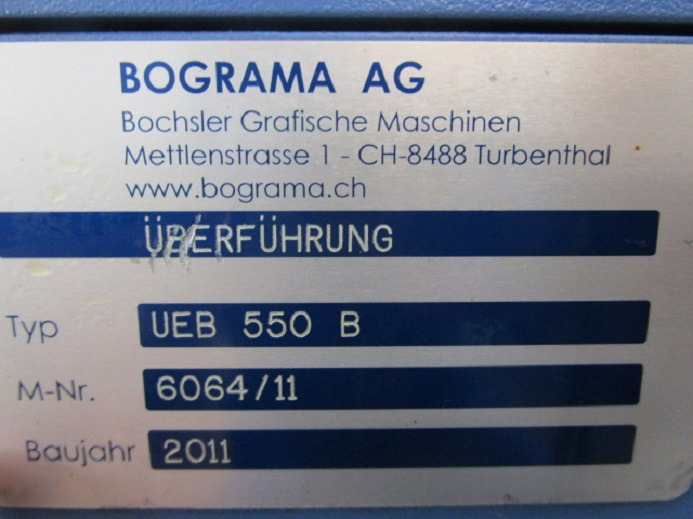 BOGRAMA AG
Bochsler Grafische Maschinen
Mettlenstrasse 1 - CH-8488 Turbenthal
www.bograma.ch
ÜBERFÜHRUNG
Typ UEB 550 B
M-Nr. 6064/11
Baujahr 2011